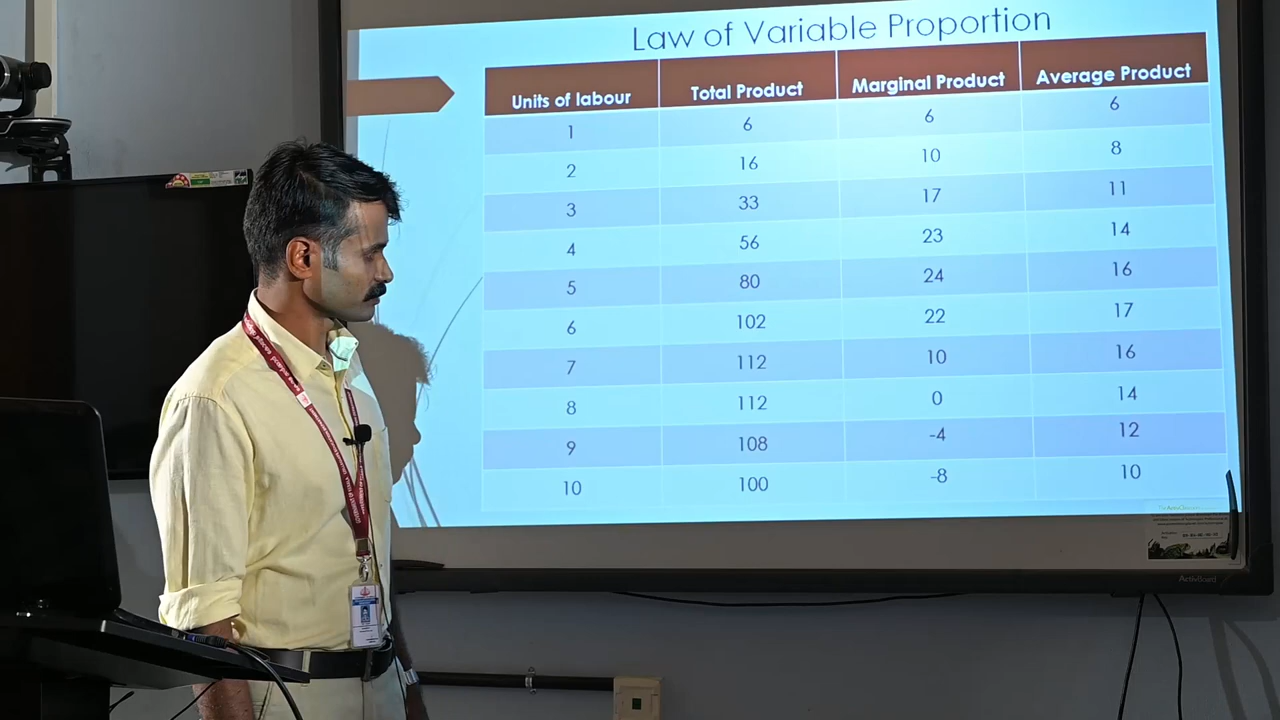 Law of Variable Proportion
Units of labour Total Product Marginal Product Average Product
1 6 6 6
2 16 10 8
3 33 17 11
4 56 23 14
5 80 24 16
6 102 22 17
7 112 10 16
8 112 0 14
9 108 -4 12
10 100 -8 10
ActivBoard